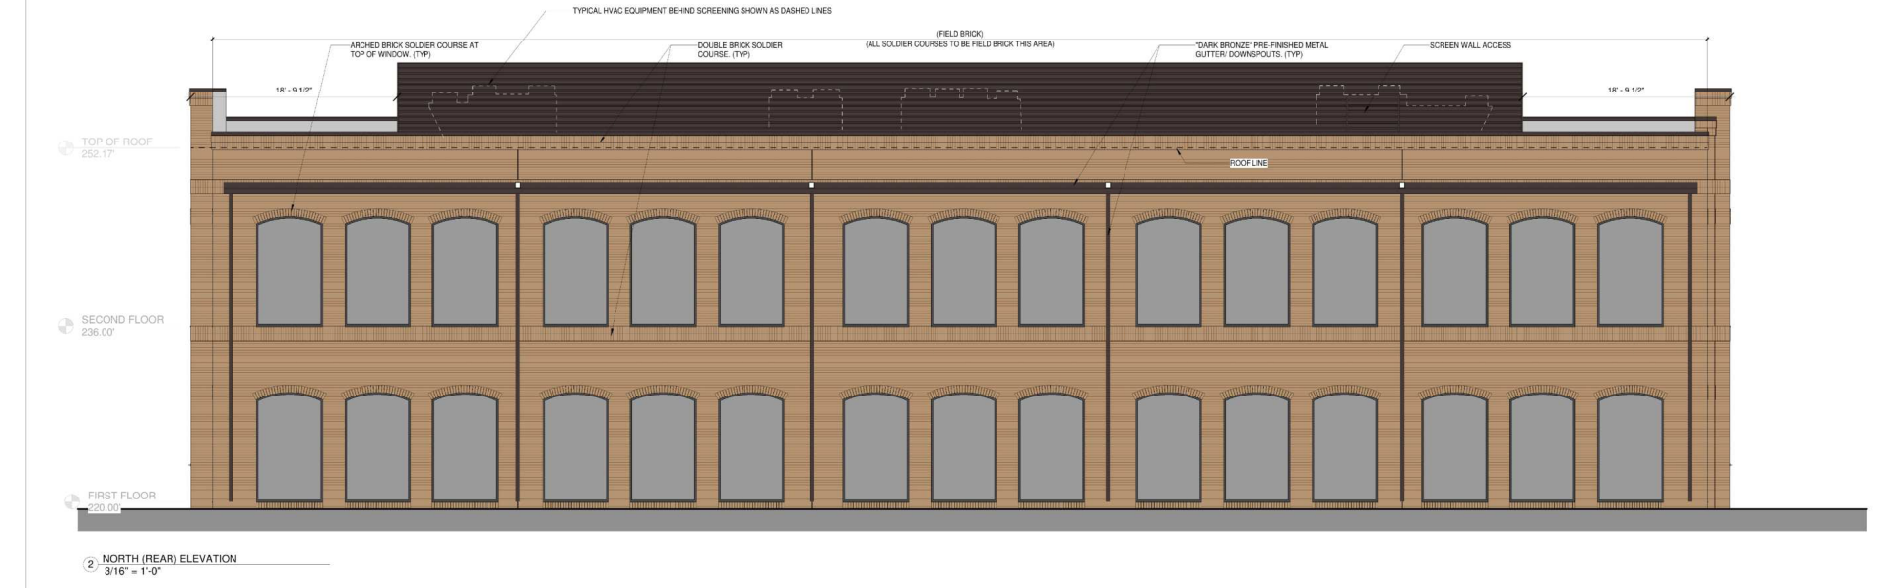 TYPICAL HVAC EQUIPMENT BEHIND SCREENING SHOWN AS DASHED LINES
(FIELD BRICK)
(ALL SOLDIER COURSES TO BE FIELD BRICK THIS AREA)
ARCHED BRICK SOLDIER COURSE AT
TOP OF WINDOW. (TYP)
DOUBLE BRICK SOLDIER
COURSE. (TYP)
"DARK BRONZE" PRE-FINISHED METAL
GUTTER/ DOWNSPOUTS. (TYP)
SCREEN WALL ACCESS
18' - 9 1/2"
18' - 9 1/2"
TOP OF ROOF
252.17'
ROOFLINE
SECOND FLOOR
236.00'
FIRST FLOOR
220.00'
2 NORTH (REAR) ELEVATION
3/16" = 1'-0"